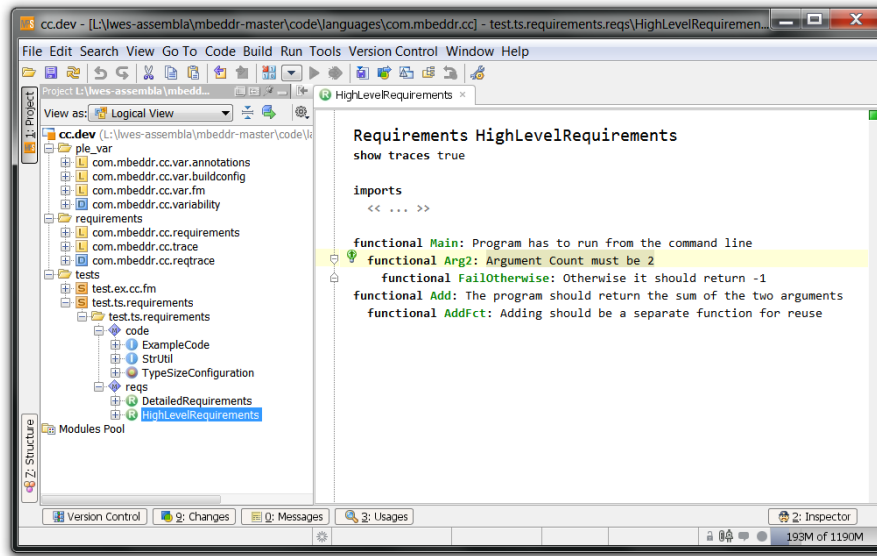 cc.dev - [L:\lwes-assembla\mbeddr-master\code\languages\com.mbeddr.cc] - test.ts.requirements.reqs\HighLevelRequiremen...
File Edit Search View Go To Code Build Run Tools Version Control Window Help
Project L:\lwes-assembla\mbedd...
HighLevelRequirements
1: Project
View as: Logical View
cc.dev (L:\lwes-assembla\mbeddr-master\code\la
ple_var
com.mbeddr.cc.var.annotations
com.mbeddr.cc.var.buildconfig
com.mbeddr.cc.var.fm
com.mbeddr.cc.variability
requirements
com.mbeddr.cc.requirements
com.mbeddr.cc.trace
com.mbeddr.cc.reqtrace
tests
test.ex.cc.fm
test.ts.requirements
test.ts.requirements
code
ExampleCode
StrUtil
TypeSizeConfiguration
reqs
DetailedRequirements
HighLevelRequirements
Modules Pool
Z: Structure
Requirements HighLevelRequirements
show traces true
imports
<< ... >>
functional Main: Program has to run from the command line
functional Arg2: Argument Count must be 2
functional FailOtherwise: Otherwise it should return -1
functional Add: The program should return the sum of the two arguments
functional AddFct: Adding should be a separate function for reuse
Version Control 9: Changes 0: Messages 3: Usages 2: Inspector
193M of 1190M